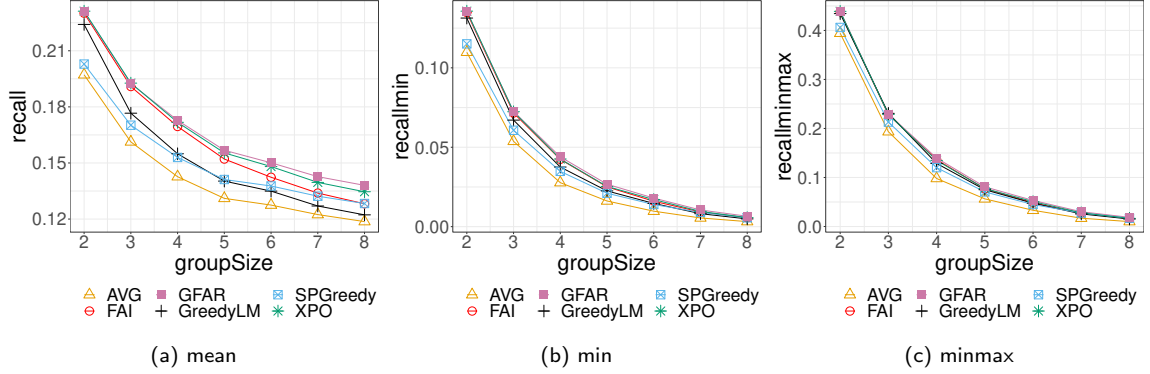 recall
0.21
0.18
0.15
0.12
2 3 4 5 6 7 8
groupSize
AVG GFAR SPGreedy
FAI GreedyLM XPO
(a) mean
recallmin
0.10
0.05
0.00
2 3 4 5 6 7 8
groupSize
AVG GFAR SPGreedy
FAI GreedyLM XPO
(b) min
recallminmax
0.4
0.3
0.2
0.1
0.0
2 3 4 5 6 7 8
groupSize
AVG GFAR SPGreedy
FAI GreedyLM XPO
(c) minmax